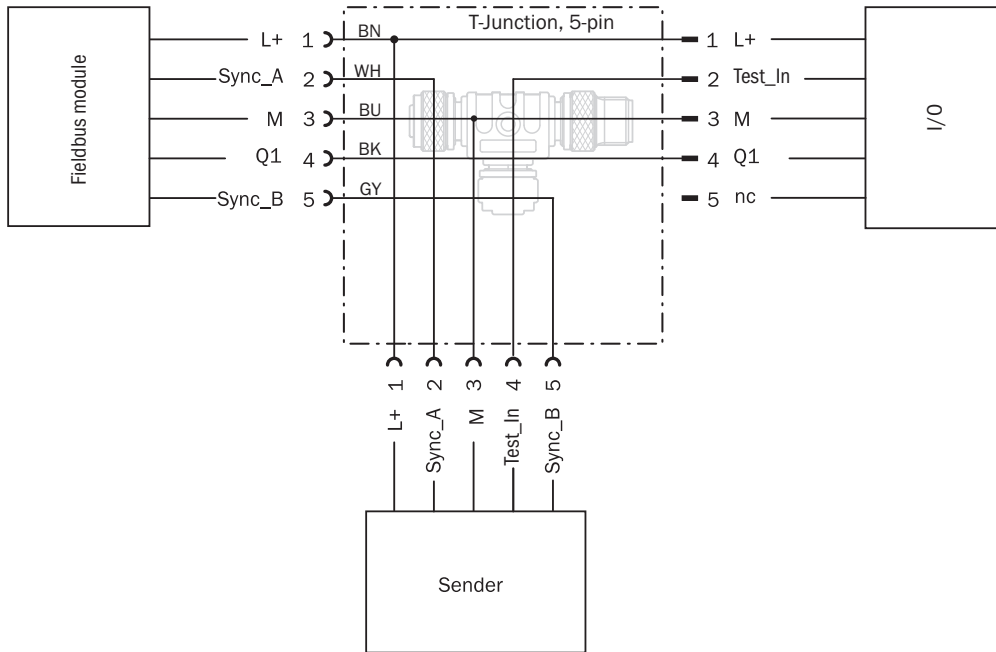 T-Junction, 5-pin
Fieldbus module
L+ 1 BN
Sync_A 2 WH
M 3 BU
Q1 4 BK
Sync_B 5 GY
1 L+
2 Test_In
3 M
4 Q1
5 nc
I/O
1 2 3 4 5
L+ Sync_A M Test_In Sync_B
Sender